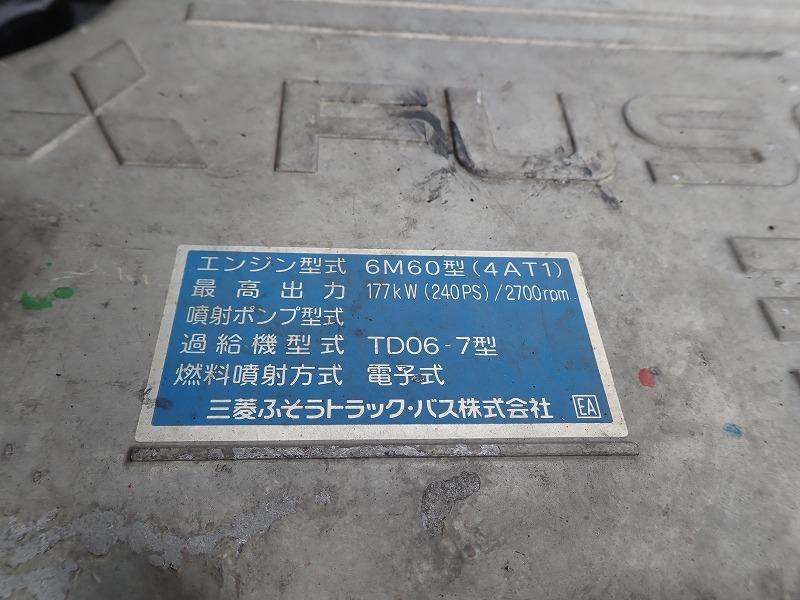 FUS
エンジン型式 6M60型(4AT1)
最高出力 177kW(240PS)/2700rpm
噴射ポンプ型式
過給機型式 TD06-7型
燃料噴射方式 電子式
三菱ふそうトラック・バス株式会社 EA